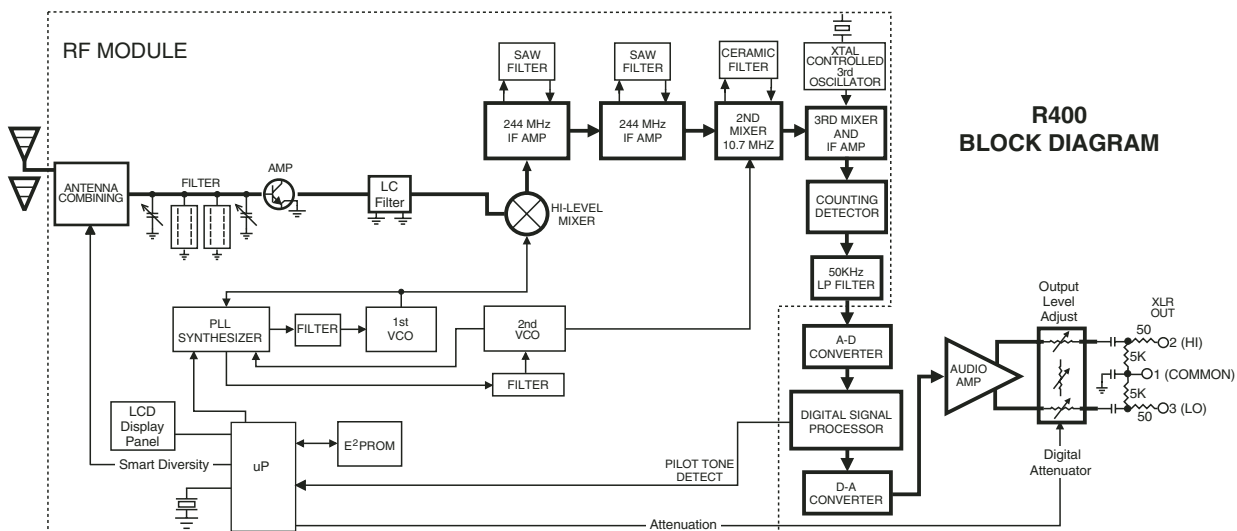 RF MODULE
R400
BLOCK DIAGRAM
SAW
FILTER
SAW
FILTER
CERAMIC
FILTER
XTAL
CONTROLLED
3rd
OSCILLATOR
244 MHz
IF AMP
244 MHz
IF AMP
2ND
MIXER
10.7 MHZ
3RD MIXER
AND
IF AMP
ANTENNA
COMBINING
FILTER
AMP
LC
Filter
HI-LEVEL
MIXER
COUNTING
DETECTOR
50KHz
LP FILTER
PLL
SYNTHESIZER
FILTER
1st
VCO
2nd
VCO
FILTER
A-D
CONVERTER
DIGITAL SIGNAL
PROCESSOR
D-A
CONVERTER
AUDIO
AMP
Output
Level
Adjust
XLR
OUT
50
2 (HI)
5K
1 (COMMON)
5K
3 (LO)
50
Digital
Attenuator
LCD
Display
Panel
Smart Diversity
uP
E2PROM
PILOT TONE
DETECT
Attenuation